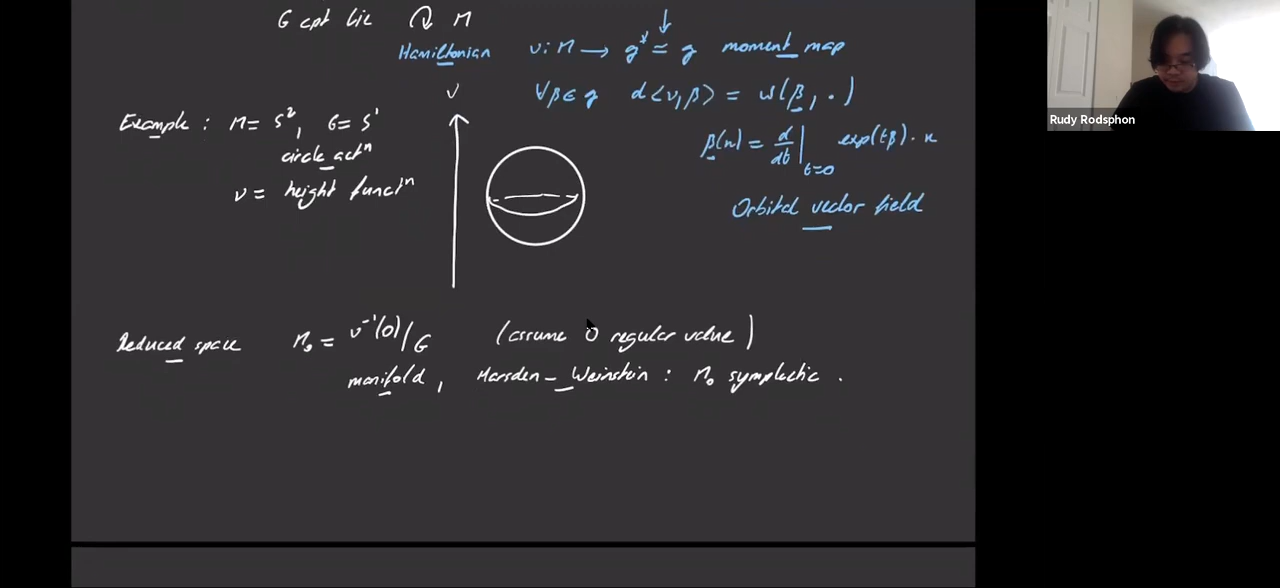 G cpt Lie ↻ M
Hamiltonian ν: M → g* ≃ g moment map
∀β ∈ g d<ν, β> = ω(β, .)
ν
Example : M = S², G = S¹
circle actⁿ
ν = height functⁿ
β(x) = d/dt |t=0 exp(tβ) . x
Orbital vector field
Reduced space M₀ = ν⁻¹(0)/G (assume 0 regular value)
manifold, Marsden - Weinstein : M₀ symplectic .
Rudy Rodsphon